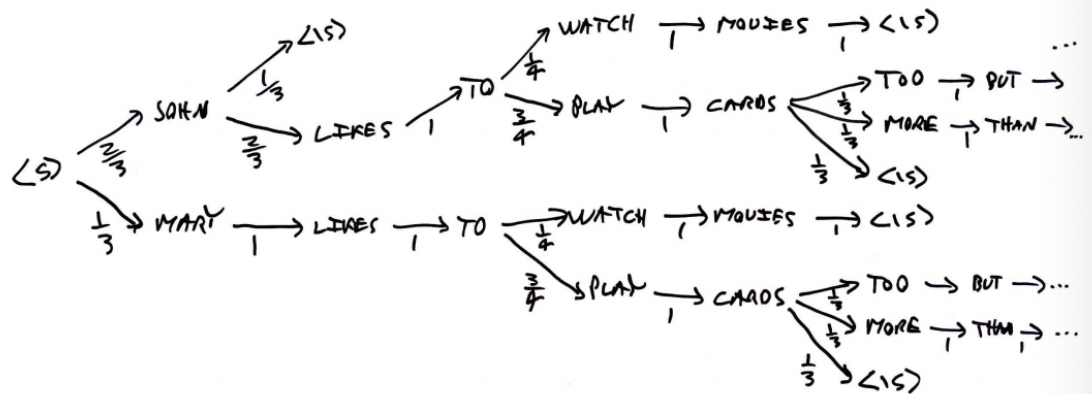 WATCH 1 MOVIES 1 <\S>
<\S> ...
1/3 1/4 TOO 1 BUT
JOHN TO PLAY 1 CARDS 1/3 MORE 1 THAN ...
2/3 2/3 LIKES 1 3/4 1/3 1/3 <\S>
<S>
1/3 MARY 1 LIKES 1 TO 1/4 WATCH 1 MOVIES 1 <\S>
3/4 PLAY 1 CARDS 1/3 TOO BUT ...
1/3 MORE 1 THAN 1 ...
1/3 <\S>